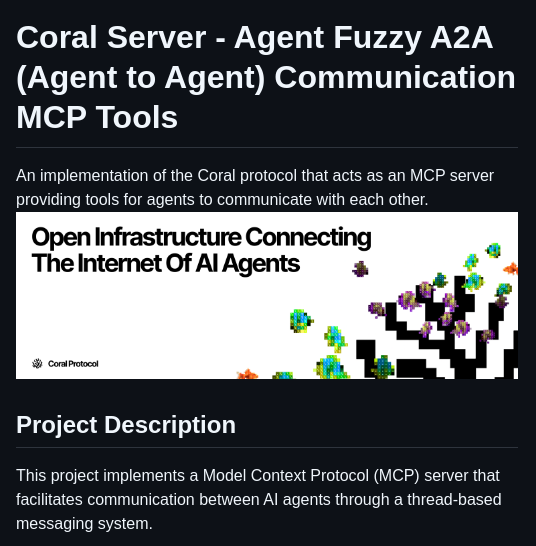 Coral Server - Agent Fuzzy A2A
(Agent to Agent) Communication
MCP Tools
An implementation of the Coral protocol that acts as an MCP server
providing tools for agents to communicate with each other.
Open Infrastructure Connecting
The Internet Of AI Agents
Coral Protocol
Project Description
This project implements a Model Context Protocol (MCP) server that
facilitates communication between AI agents through a thread-based
messaging system.